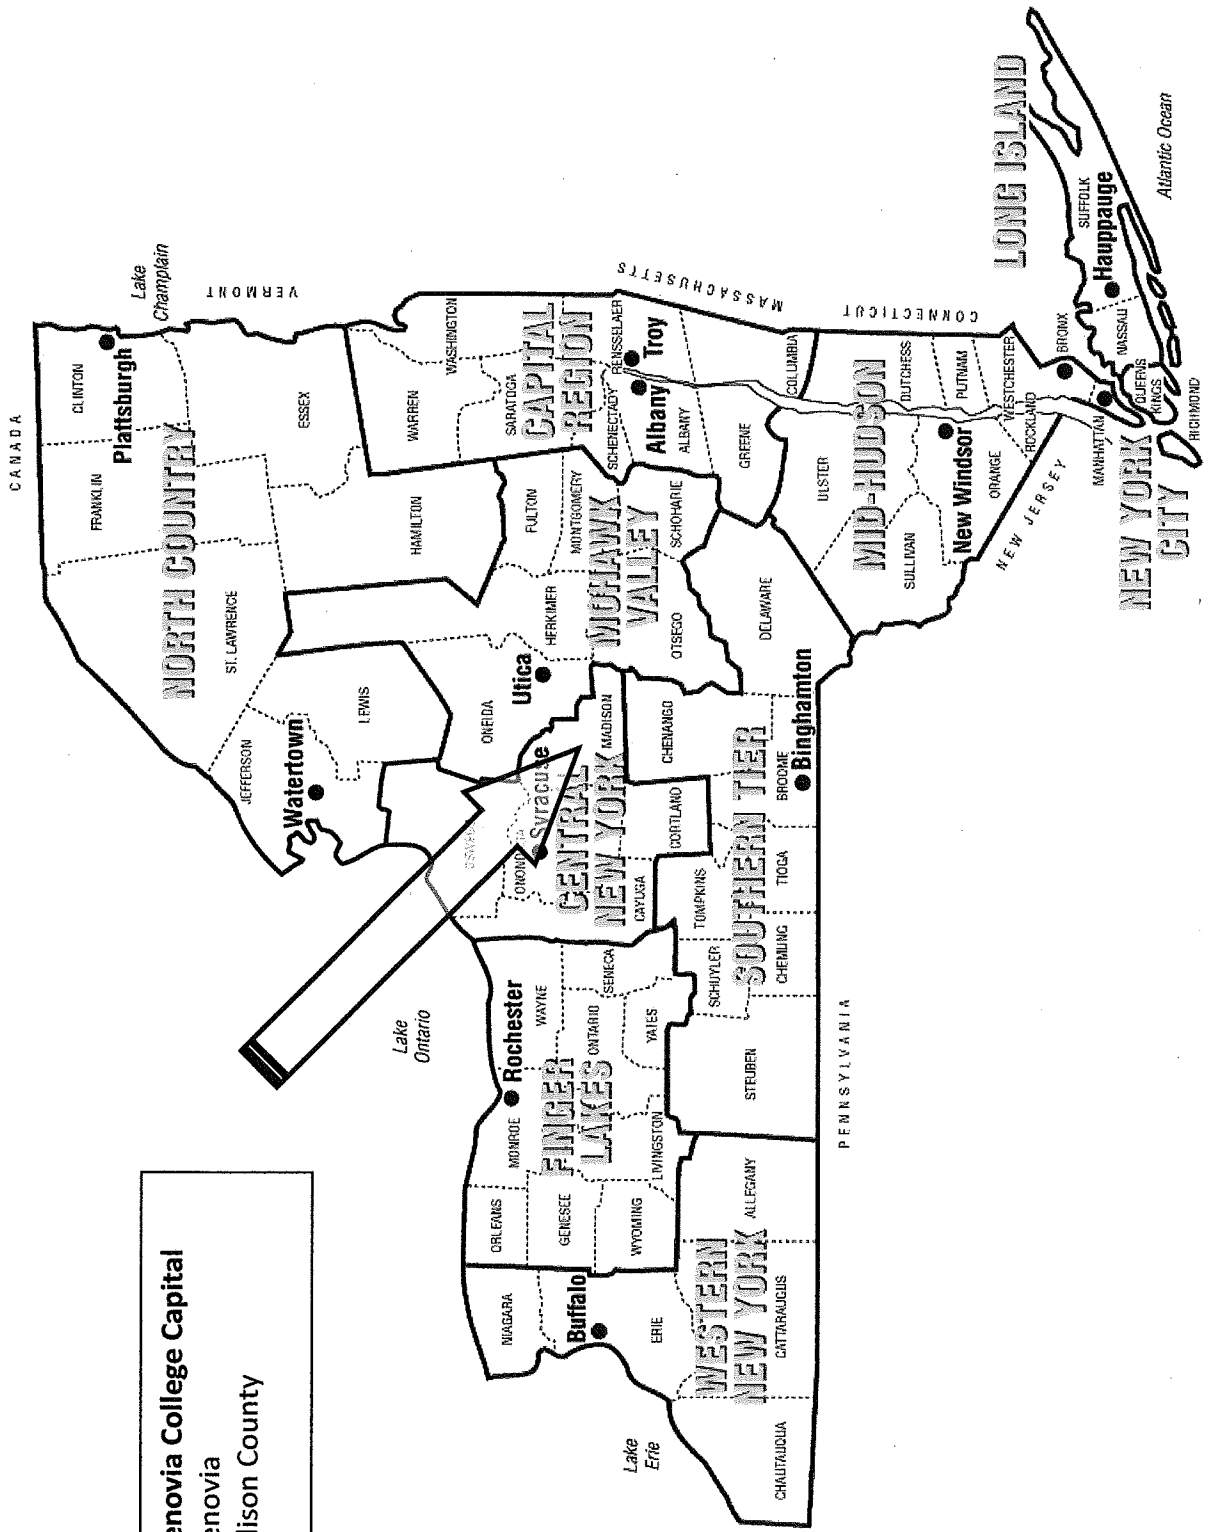 enovia College Capital
enovia
lison County
CANADA
CLINTON
Plattsburgh
Lake
Champlain
FRANKLIN
NORTH COUNTRY
ST. LAWRENCE
ESSEX
VERMONT
JEFFERSON
Watertown
LEWIS
HAMILTON
WARREN
WASHINGTON
ONEIDA
Utica
HERKIMER
FULTON
MONTGOMERY
SARATOGA
CAPITAL
REGION
SCHENECTADY
RENSSELAER
Troy
Albany
ALBANY
MASSACHUSETTS
MOHAWK
VALLEY
SCHOHARIE
OTSEGO
GREENE
COLUMBIA
Lake
Ontario
Syracuse
CENTRAL
NEW YORK
MADISON
CAYUGA
CORTLAND
CHENANGO
DELAWARE
Rochester
MONROE
WAYNE
SENECA
ONTARIO
YATES
FINGER
LAKES
LIVINGSTON
ORLEANS
GENESEE
WYOMING
NIAGARA
Buffalo
ERIE
Lake
Erie
WESTERN
NEW YORK
CHAUTAUQUA
CATTARAUGUS
ALLEGANY
STEUBEN
SCHUYLER
TOMPKINS
SOUTHERN TIER
CHEMUNG
TIOGA
BROOME
Binghamton
PENNSYLVANIA
ULSTER
MID-HUDSON
DUTCHESS
SULLIVAN
New Windsor
ORANGE
PUTNAM
CONNECTICUT
WESTCHESTER
ROCKLAND
NEW JERSEY
BRONX
MANHATTAN
NEW YORK
CITY
QUEENS
KINGS
RICHMOND
NASSAU
LONG ISLAND
SUFFOLK
Hauppauge
Atlantic Ocean